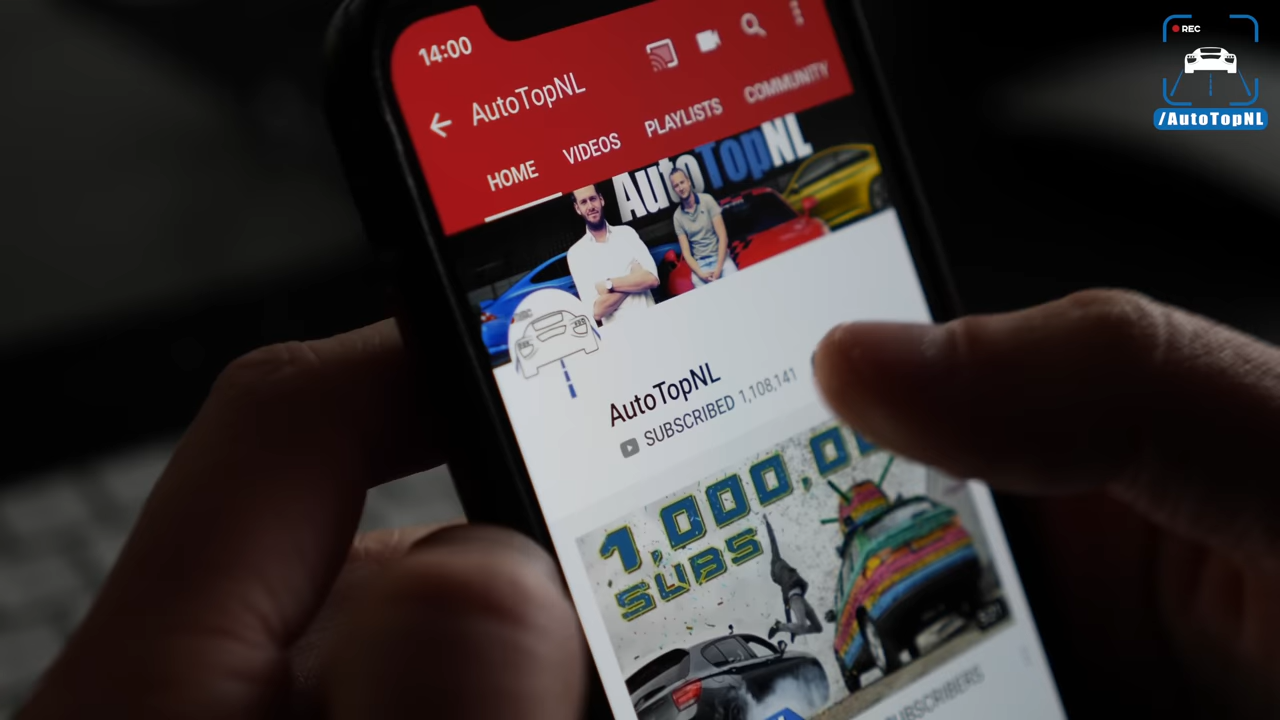 REC
/AutoTopNL
14:00
AutoTopNL
HOME VIDEOS PLAYLISTS COMMUNITY
AutoTopNL
AutoTopNL
SUBSCRIBED 1,108,141
1,000,0
SUBS
SUBSCRIBERS